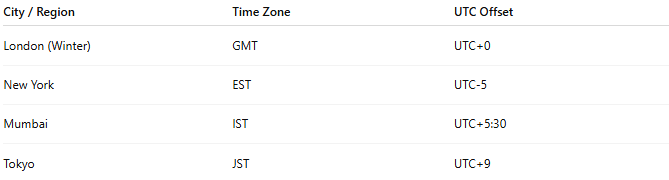 City / Region Time Zone UTC Offset
London (Winter) GMT UTC+0
New York EST UTC-5
Mumbai IST UTC+5:30
Tokyo JST UTC+9